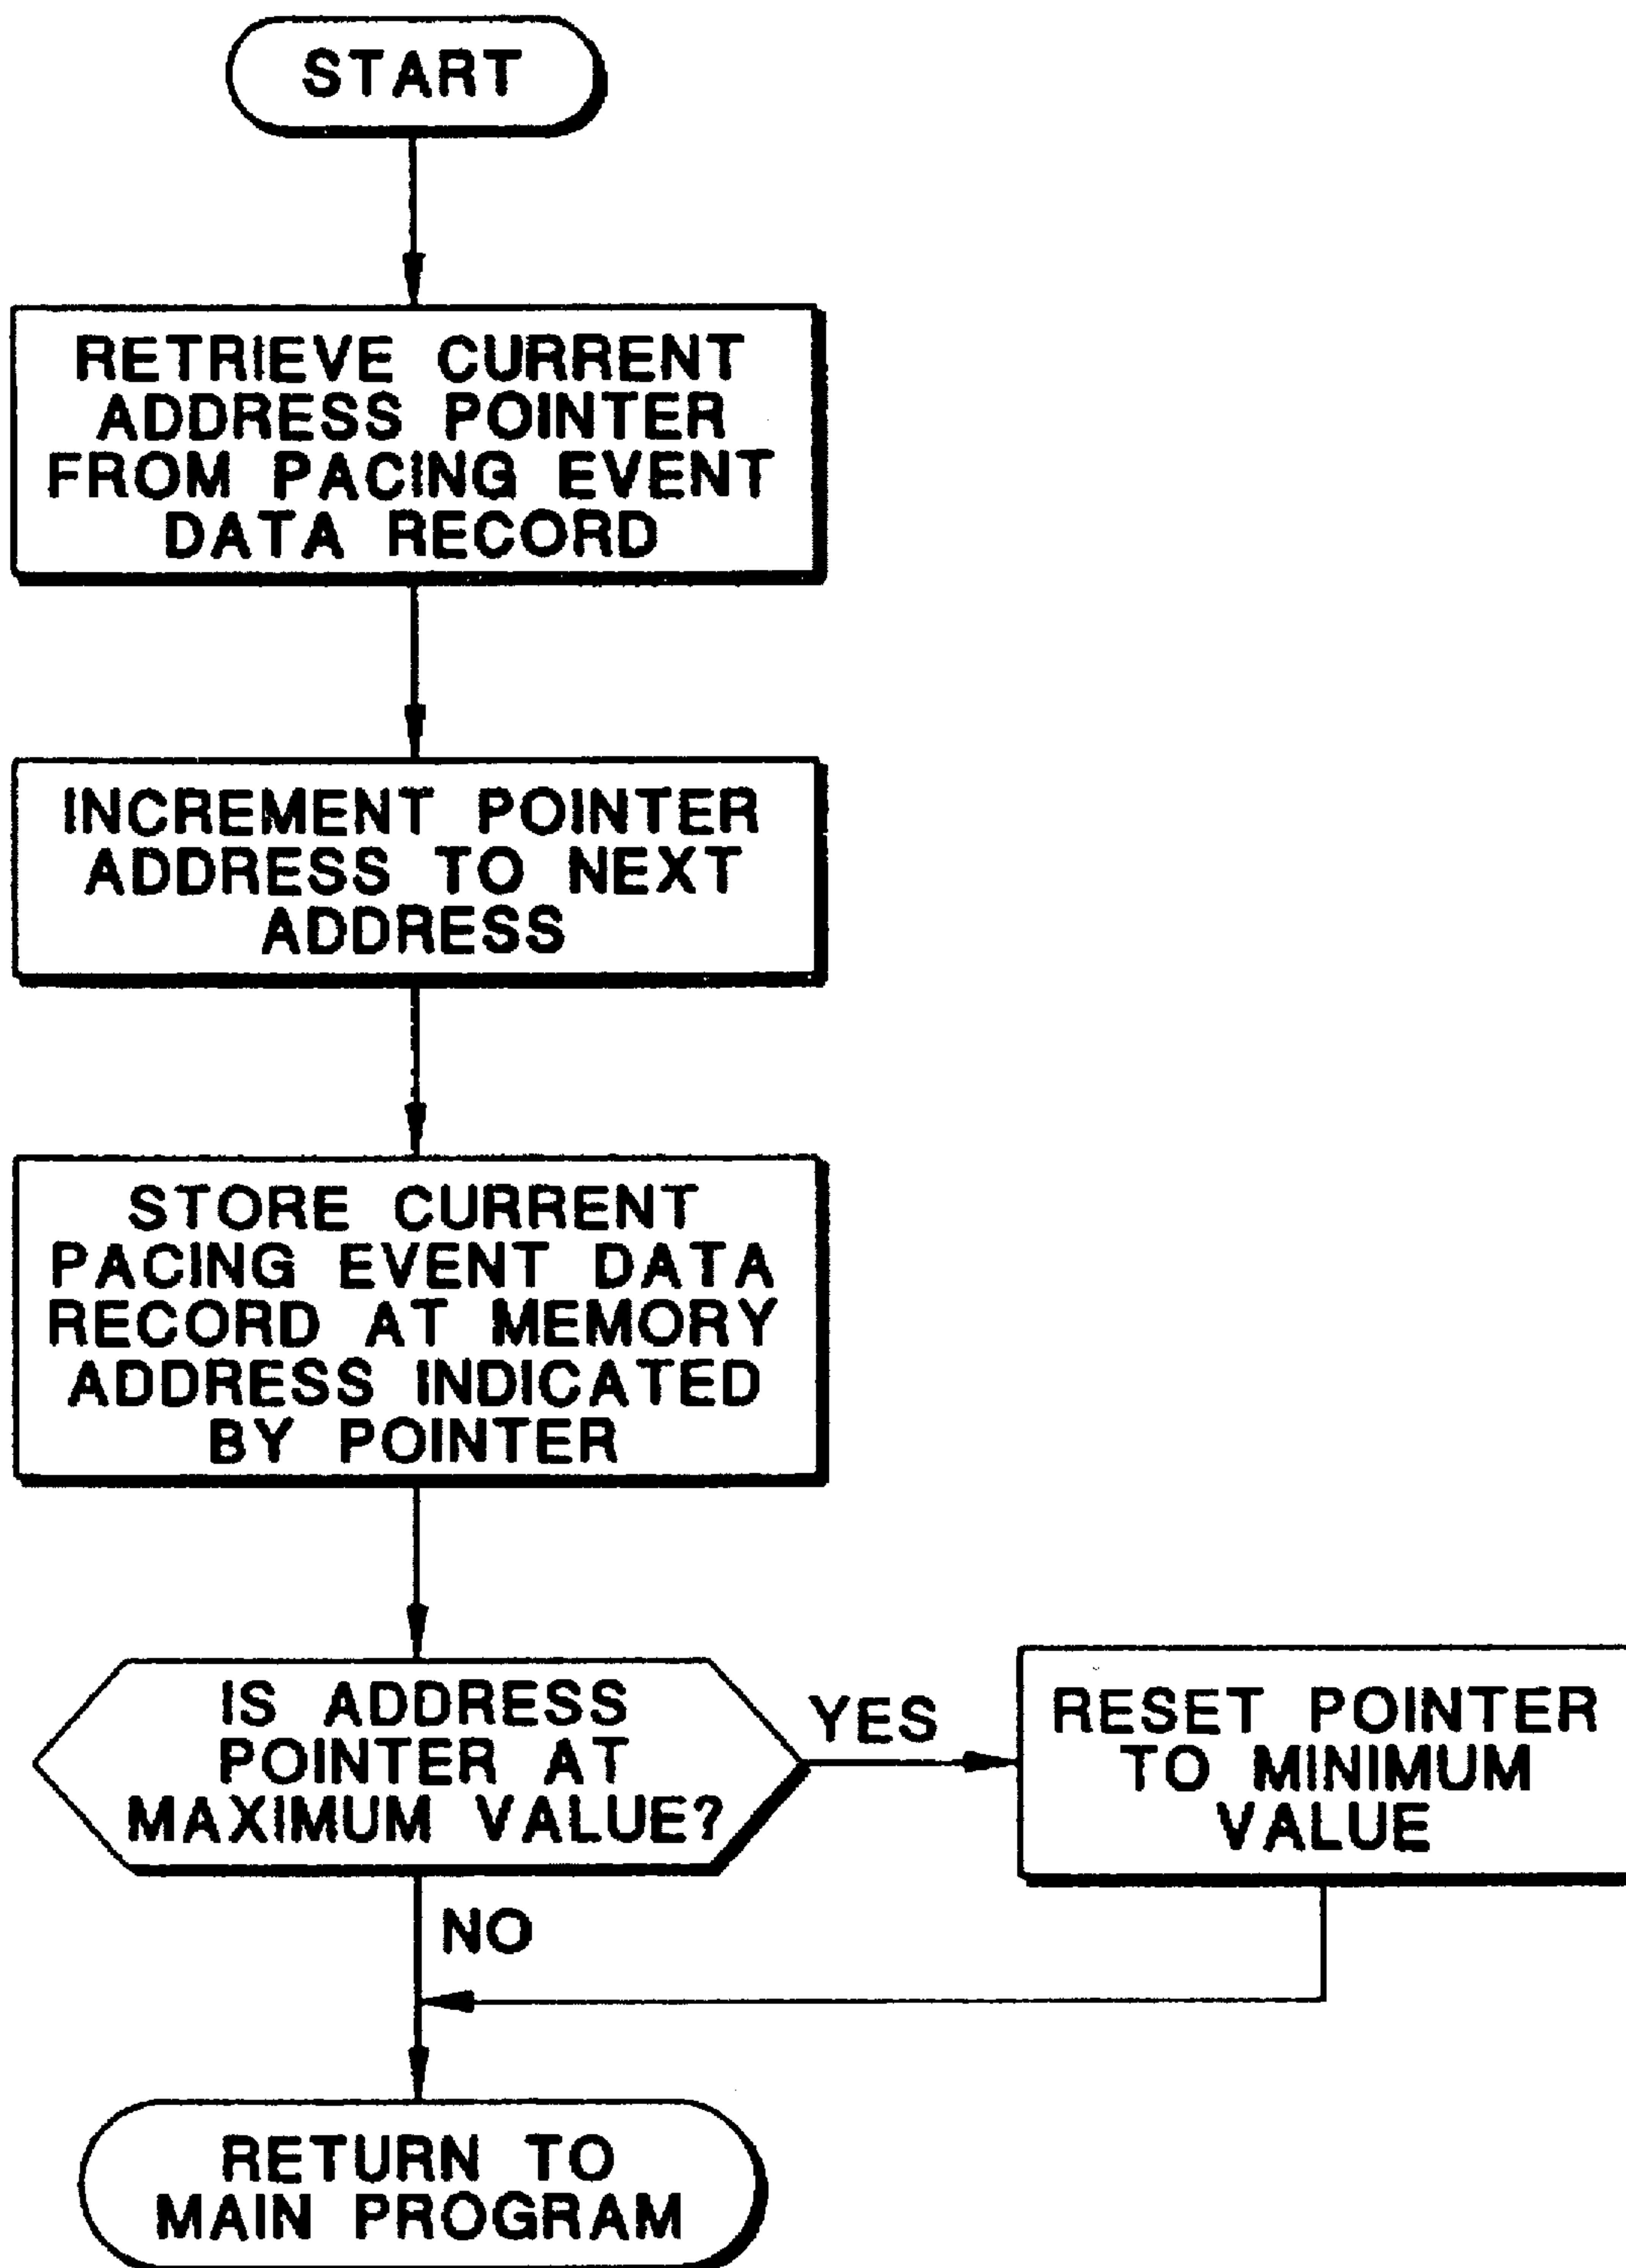 START
RETRIEVE CURRENT
ADDRESS POINTER
FROM PACING EVENT
DATA RECORD
INCREMENT POINTER
ADDRESS TO NEXT
ADDRESS
STORE CURRENT
PACING EVENT DATA
RECORD AT MEMORY
ADDRESS INDICATED
BY POINTER
IS ADDRESS
POINTER AT
MAXIMUM VALUE?
YES
RESET POINTER
TO MINIMUM
VALUE
NO
RETURN TO
MAIN PROGRAM